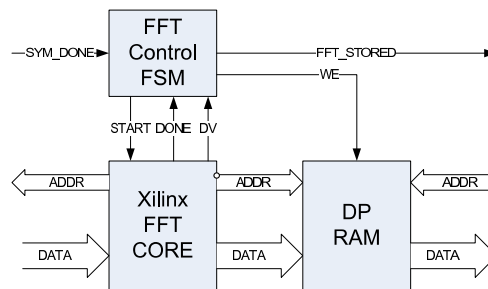 FFT
Control
FSM
SYM_DONE
FFT_STORED
WE
START
DONE
DV
ADDR
Xilinx
FFT
CORE
ADDR
DP
RAM
ADDR
DATA
DATA
DATA